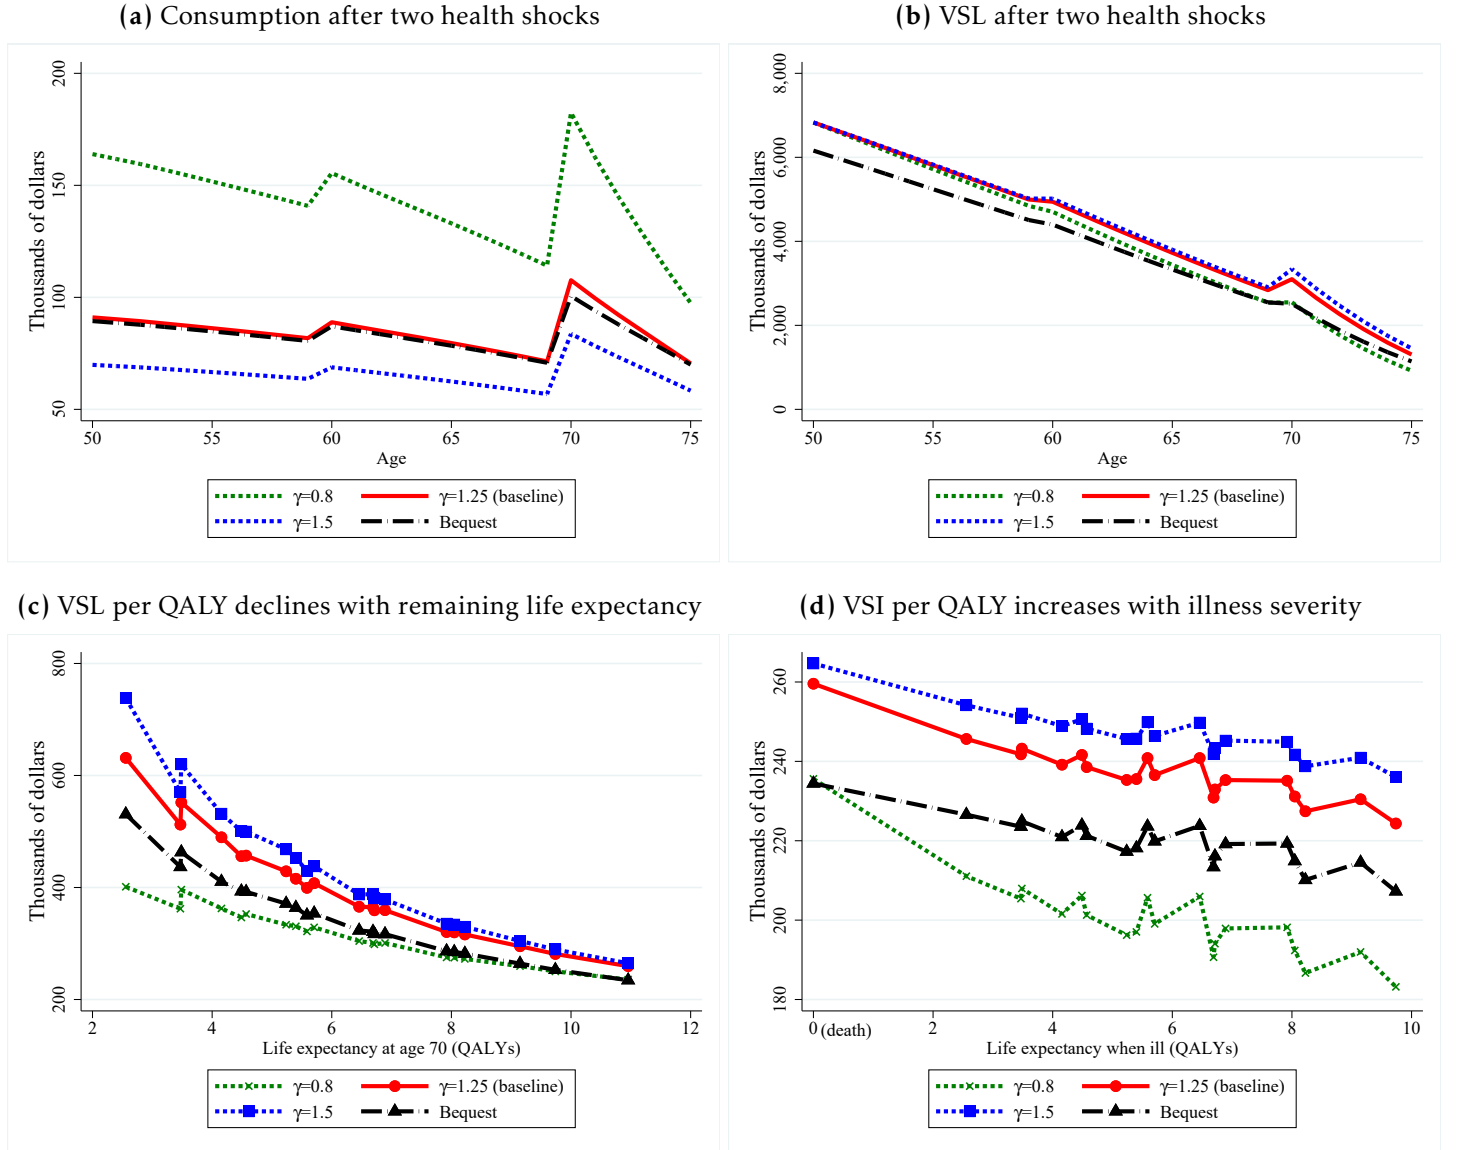 (a) Consumption after two health shocks
Thousands of dollars
200
150
100
50
50 55 60 65 70 75
Age
γ=0.8 γ=1.25 (baseline)
γ=1.5 Bequest
(b) VSL after two health shocks
Thousands of dollars
8,000
6,000
4,000
2,000
0
50 55 60 65 70 75
Age
γ=0.8 γ=1.25 (baseline)
γ=1.5 Bequest
(c) VSL per QALY declines with remaining life expectancy
Thousands of dollars
800
600
400
200
2 4 6 8 10 12
Life expectancy at age 70 (QALYs)
γ=0.8 γ=1.25 (baseline)
γ=1.5 Bequest
(d) VSI per QALY increases with illness severity
Thousands of dollars
260
240
220
200
180
0 (death) 2 4 6 8 10
Life expectancy when ill (QALYs)
γ=0.8 γ=1.25 (baseline)
γ=1.5 Bequest